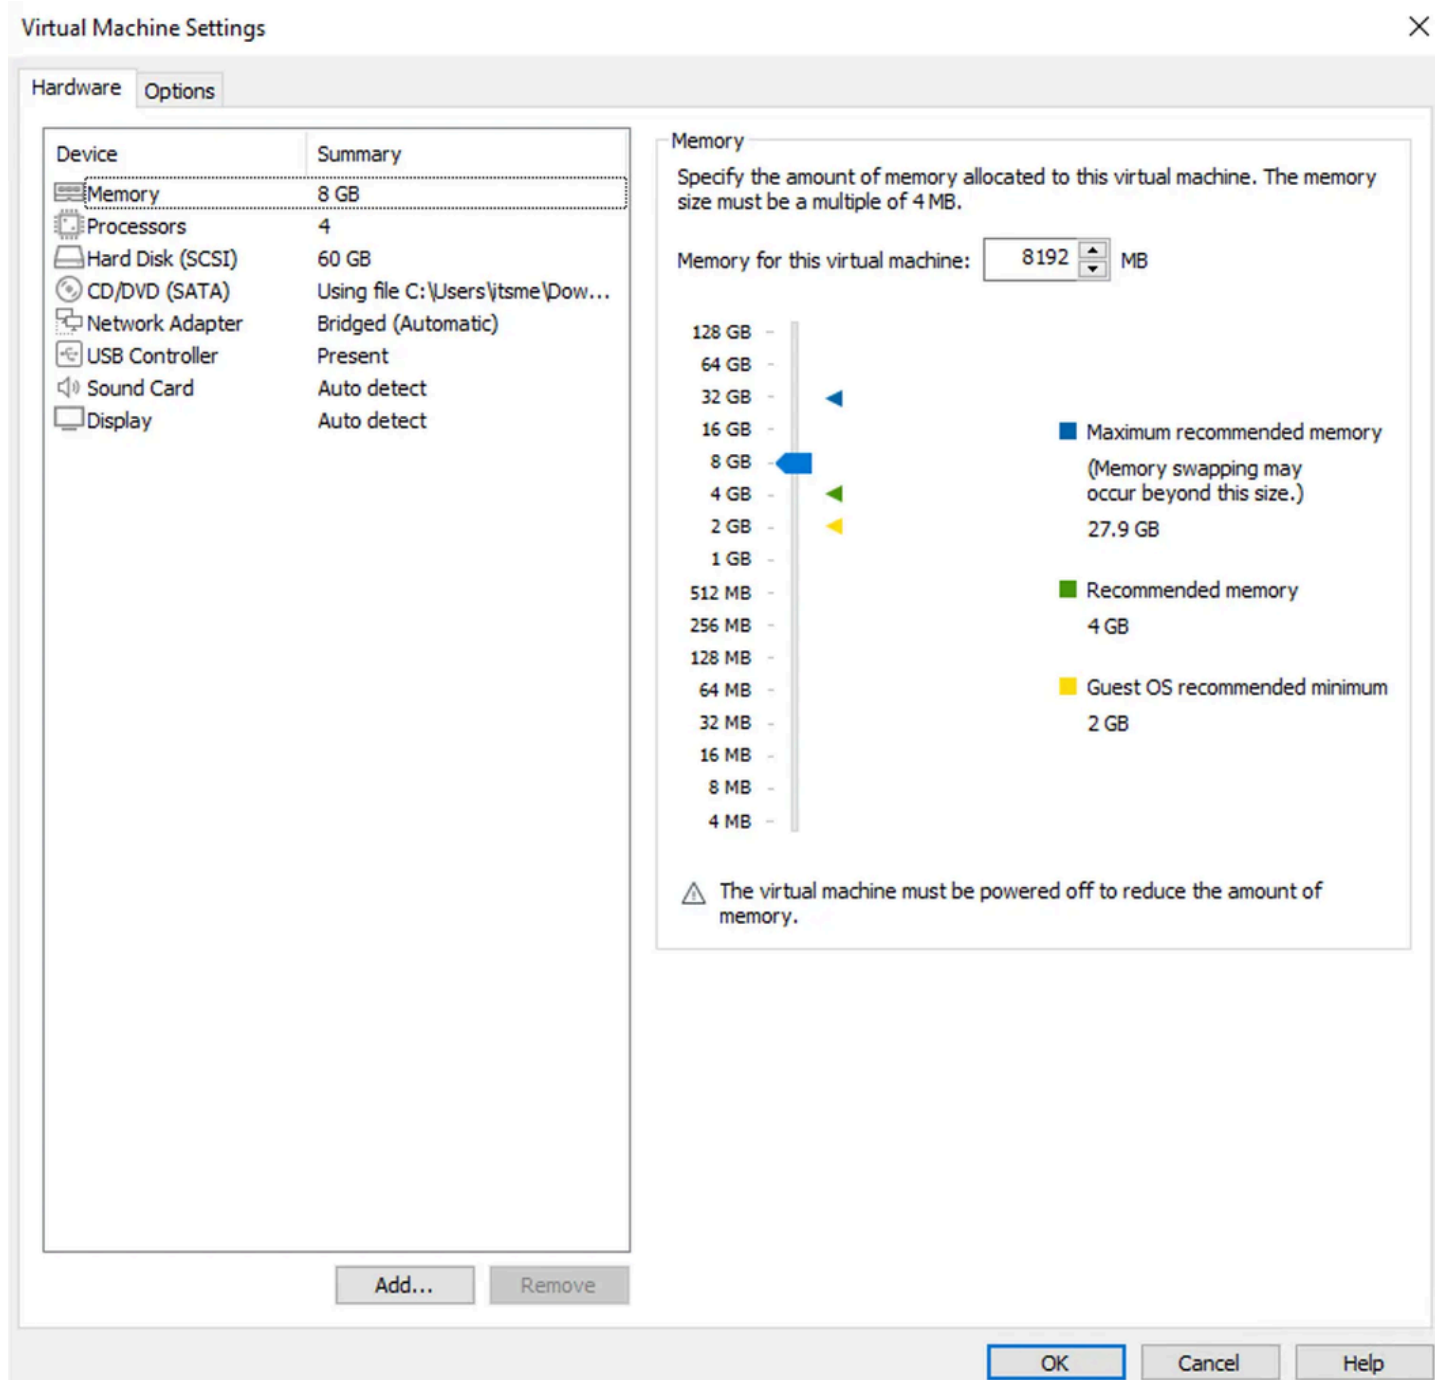 Virtual Machine Settings
Hardware Options
Device Summary
Memory 8 GB
Processors 4
Hard Disk (SCSI) 60 GB
CD/DVD (SATA) Using file C:\Users\itsme\Dow...
Network Adapter Bridged (Automatic)
USB Controller Present
Sound Card Auto detect
Display Auto detect
Add... Remove
Memory
Specify the amount of memory allocated to this virtual machine. The memory
size must be a multiple of 4 MB.
Memory for this virtual machine: 8192 MB
128 GB
64 GB
32 GB
16 GB
8 GB
4 GB
2 GB
1 GB
512 MB
256 MB
128 MB
64 MB
32 MB
16 MB
8 MB
4 MB
Maximum recommended memory
(Memory swapping may
occur beyond this size.)
27.9 GB
Recommended memory
4 GB
Guest OS recommended minimum
2 GB
The virtual machine must be powered off to reduce the amount of
memory.
OK Cancel Help